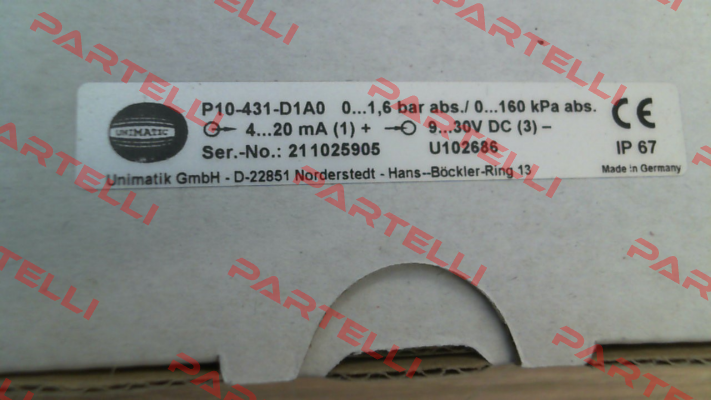 UNIMATIC
P10-431-D1A0 0...1,6 bar abs./ 0...160 kPa abs.
4...20 mA (1) + 9...30V DC (3) –
Ser.-No.: 211025905 U102686 IP 67
Unimatik GmbH - D-22851 Norderstedt - Hans--Böckler-Ring 13 Made in Germany
CE
PARTELLI
PARTELLI
PARTELLI
PARTELLI
PARTELLI
PARTELLI
PARTELLI
PARTELLI
PARTELLI